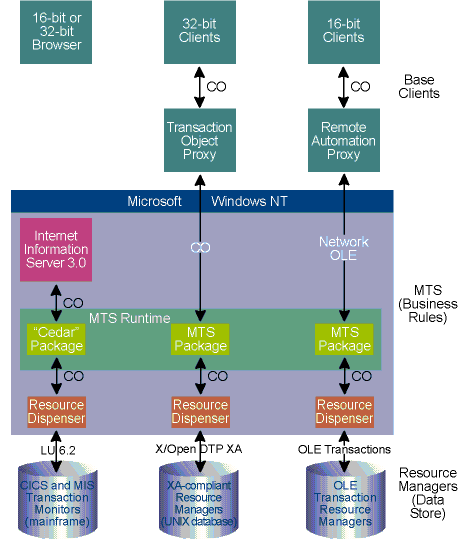 16-bit or
32-bit
Browser
32-bit
Clients
16-bit
Clients
CO
CO
Base
Clients
Transaction
Object
Proxy
Remote
Automation
Proxy
Microsoft Windows NT
Internet
Information
Server 3.0
CO
Network
OLE
CO
MTS
(Business
Rules)
MTS Runtime
"Cedar"
Package
MTS
Package
MTS
Package
CO
CO
CO
Resource
Dispenser
Resource
Dispenser
Resource
Dispenser
LU 6.2
X/Open DTP XA
OLE Transactions
CICS and MIS
Transaction
Monitors
(mainframe)
XA-compliant
Resource
Managers
(UNIX database)
OLE
Transaction
Resource
Managers
Resource
Managers
(Data
Store)